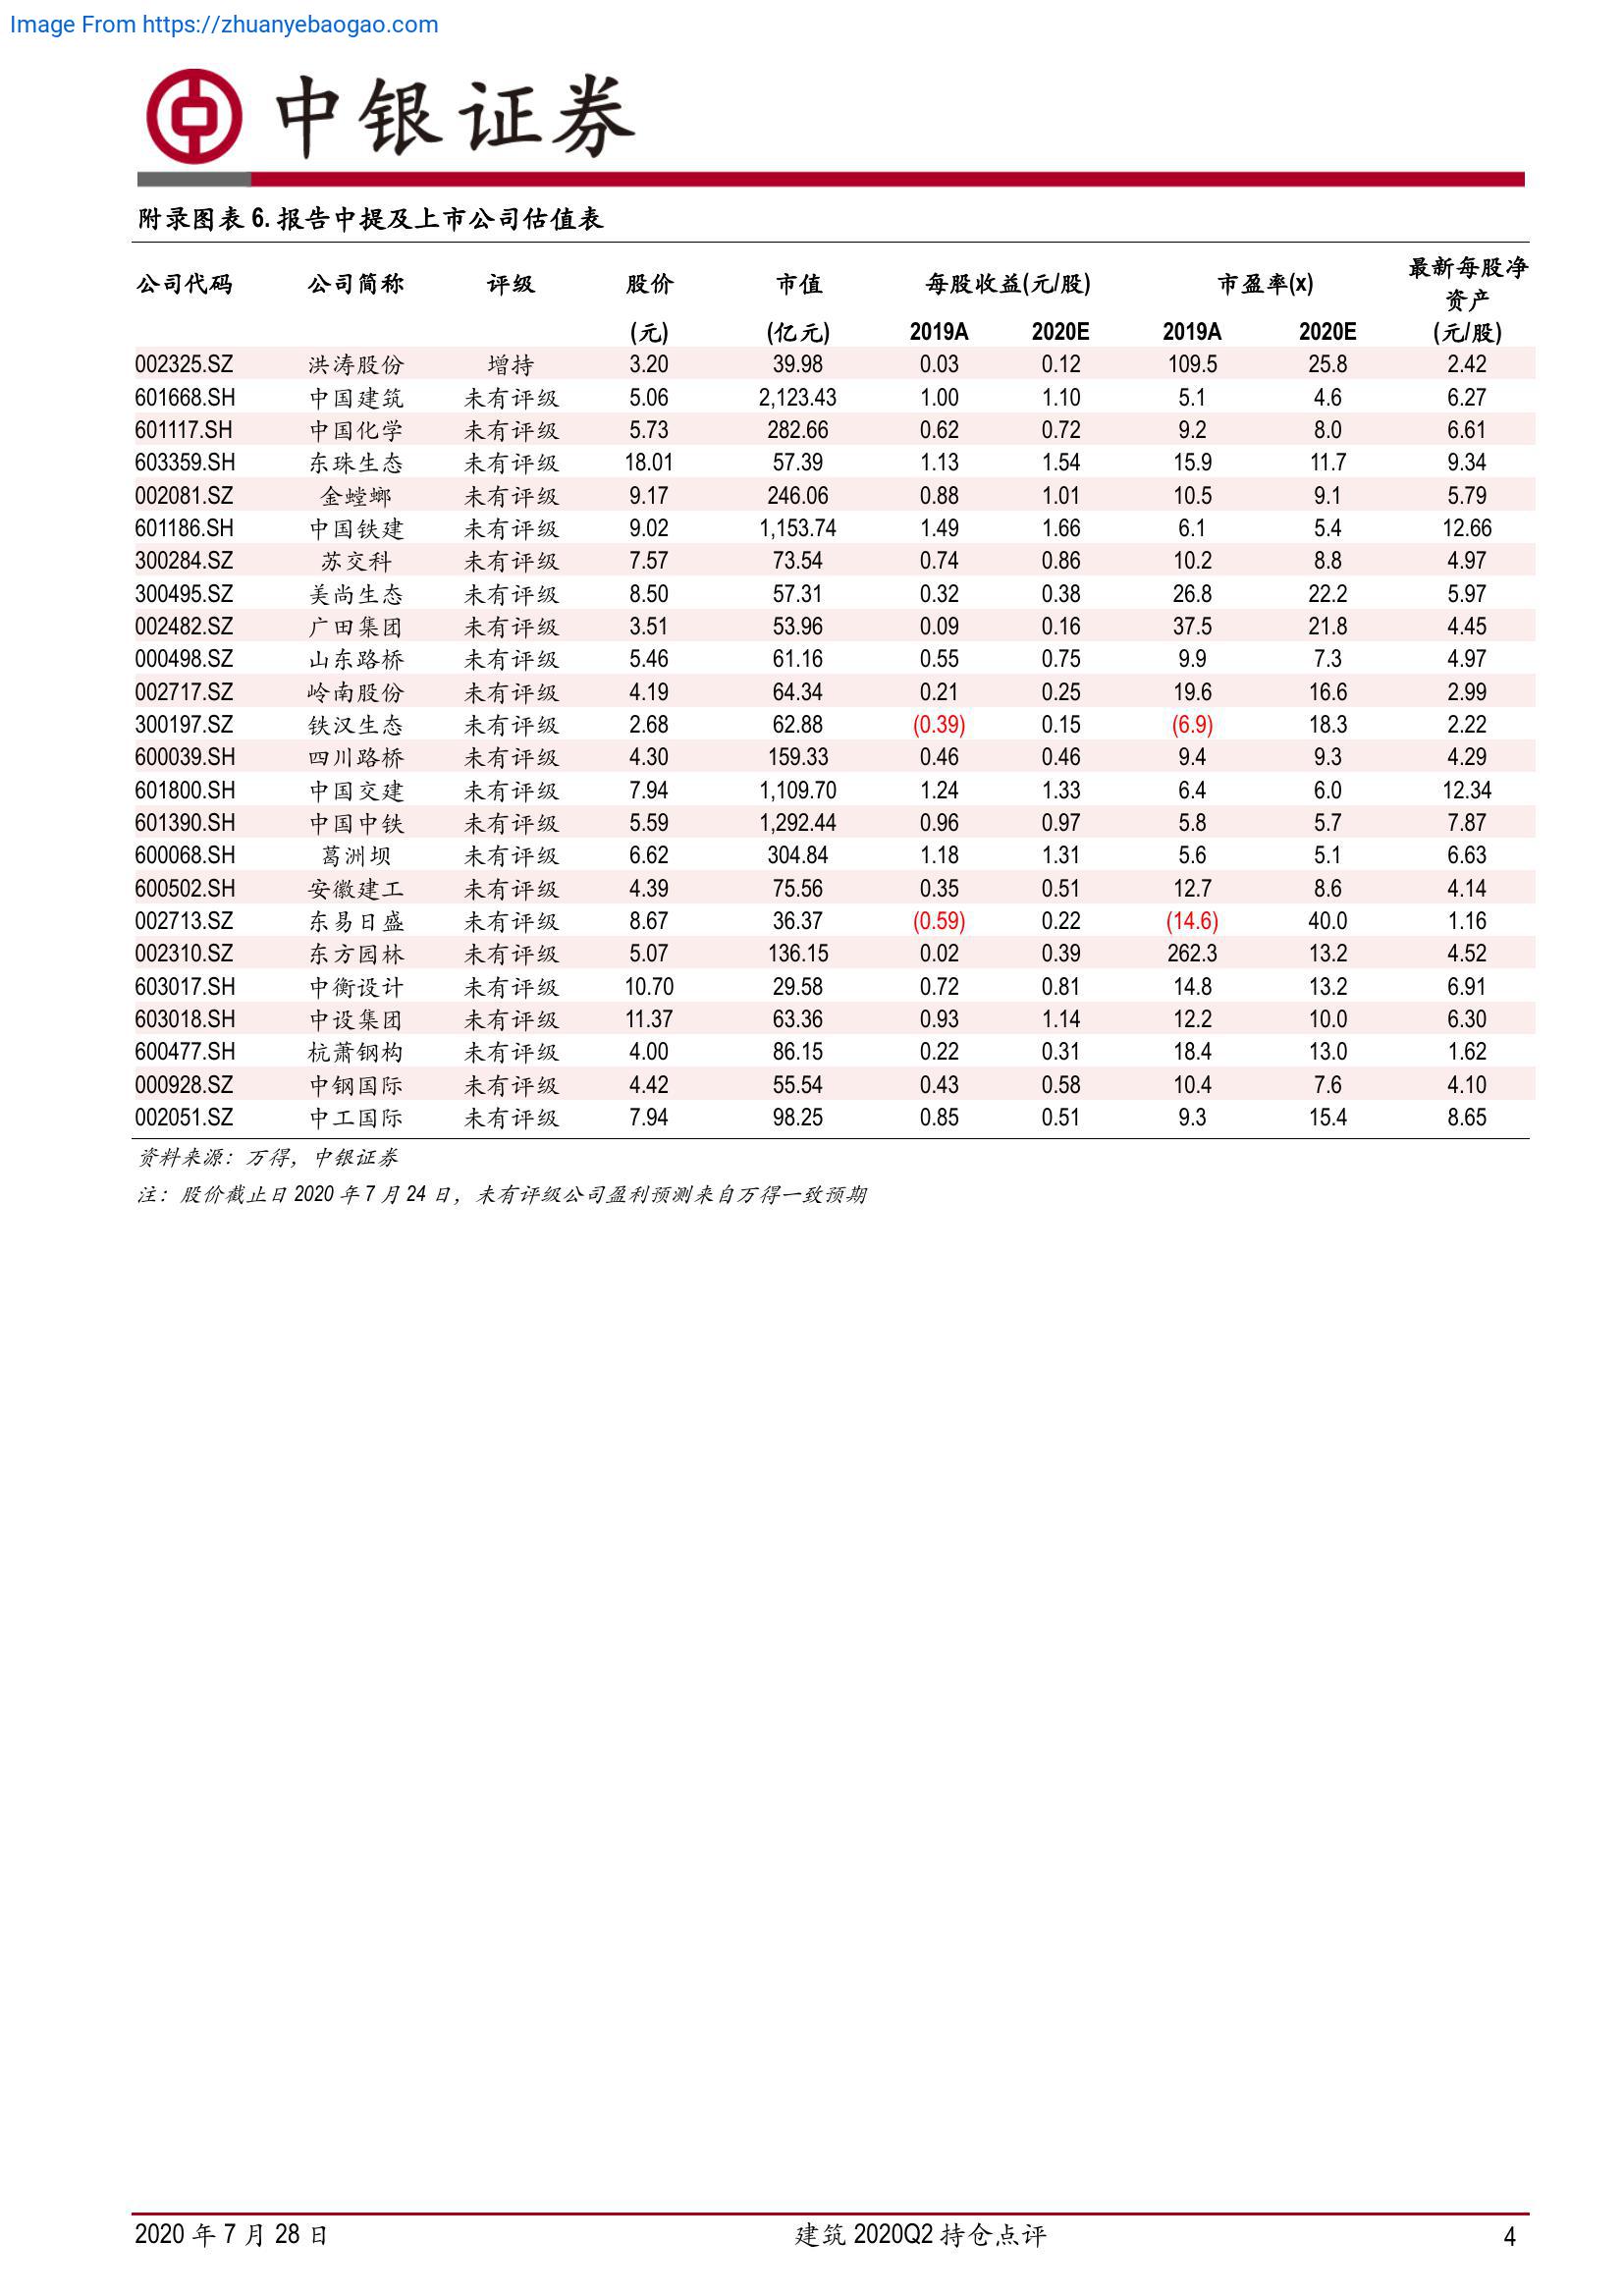 Image From https://zhuanyebaogao.com
中银证券
附录图表 6. 报告中提及上市公司估值表
公司代码 公司简称 评级 股价 市值 每股收益(元/股) 市盈率(x) 最新每股净资产
(元) (亿元) 2019A 2020E 2019A 2020E (元/股)
002325.SZ 洪涛股份 增持 3.20 39.98 0.03 0.12 109.5 25.8 2.42
601668.SH 中国建筑 未有评级 5.06 2,123.43 1.00 1.10 5.1 4.6 6.27
601117.SH 中国化学 未有评级 5.73 282.66 0.62 0.72 9.2 8.0 6.61
603359.SH 东珠生态 未有评级 18.01 57.39 1.13 1.54 15.9 11.7 9.34
002081.SZ 金螳螂 未有评级 9.17 246.06 0.88 1.01 10.5 9.1 5.79
601186.SH 中国铁建 未有评级 9.02 1,153.74 1.49 1.66 6.1 5.4 12.66
300284.SZ 苏交科 未有评级 7.57 73.54 0.74 0.86 10.2 8.8 4.97
300495.SZ 美尚生态 未有评级 8.50 57.31 0.32 0.38 26.8 22.2 5.97
002482.SZ 广田集团 未有评级 3.51 53.96 0.09 0.16 37.5 21.8 4.45
000498.SZ 山东路桥 未有评级 5.46 61.16 0.55 0.75 9.9 7.3 4.97
002717.SZ 岭南股份 未有评级 4.19 64.34 0.21 0.25 19.6 16.6 2.99
300197.SZ 铁汉生态 未有评级 2.68 62.88 (0.39) 0.15 (6.9) 18.3 2.22
600039.SH 四川路桥 未有评级 4.30 159.33 0.46 0.46 9.4 9.3 4.29
601800.SH 中国交建 未有评级 7.94 1,109.70 1.24 1.33 6.4 6.0 12.34
601390.SH 中国中铁 未有评级 5.59 1,292.44 0.96 0.97 5.8 5.7 7.87
600068.SH 葛洲坝 未有评级 6.62 304.84 1.18 1.31 5.6 5.1 6.63
600502.SH 安徽建工 未有评级 4.39 75.56 0.35 0.51 12.7 8.6 4.14
002713.SZ 东易日盛 未有评级 8.67 36.37 (0.59) 0.22 (14.6) 40.0 1.16
002310.SZ 东方园林 未有评级 5.07 136.15 0.02 0.39 262.3 13.2 4.52
603017.SH 中衡设计 未有评级 10.70 29.58 0.72 0.81 14.8 13.2 6.91
603018.SH 中设集团 未有评级 11.37 63.36 0.93 1.14 12.2 10.0 6.30
600477.SH 杭萧钢构 未有评级 4.00 86.15 0.22 0.31 18.4 13.0 1.62
000928.SZ 中钢国际 未有评级 4.42 55.54 0.43 0.58 10.4 7.6 4.10
002051.SZ 中工国际 未有评级 7.94 98.25 0.85 0.51 9.3 15.4 8.65
资料来源：万得，中银证券
注：股价截止日 2020 年 7 月 24 日，未有评级公司盈利预测来自万得一致预期
2020 年 7 月 28 日 建筑 2020Q2 持仓点评 4